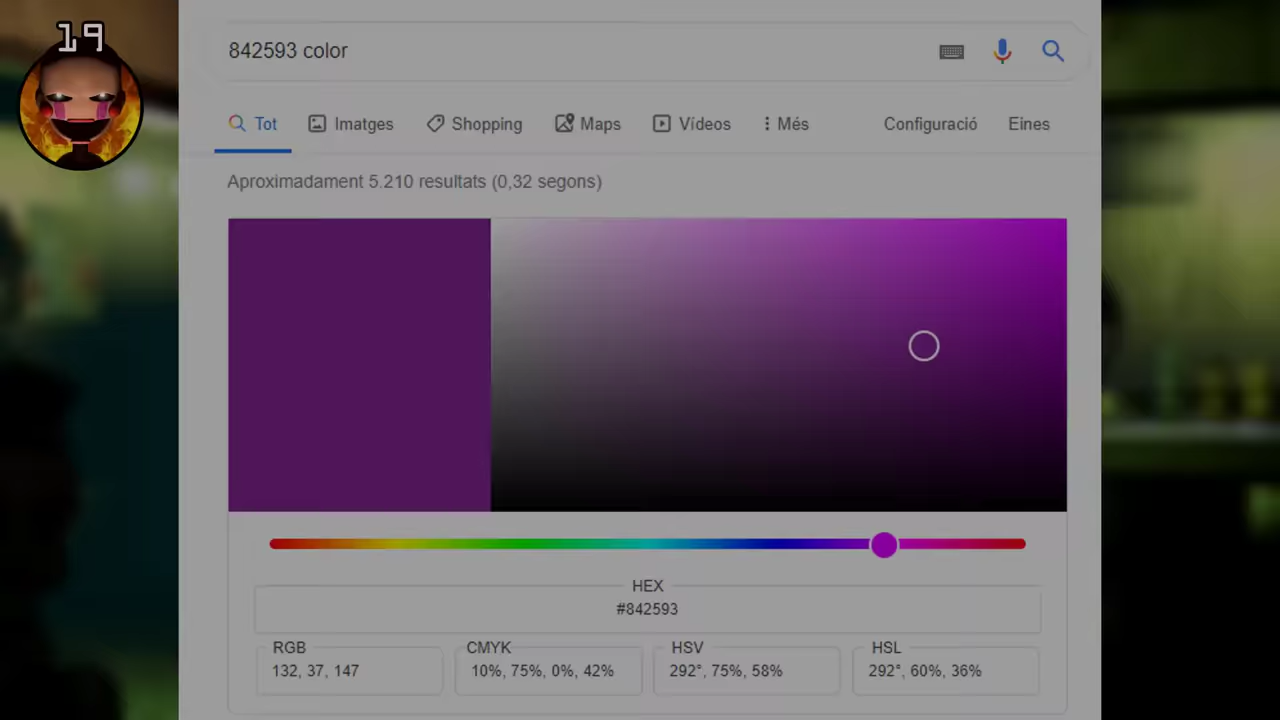 19
842593 color
Tot Imatges Shopping Maps Vídeos Més Configuració Eines
Aproximadament 5.210 resultats (0,32 segons)
HEX
#842593
RGB CMYK HSV HSL
132, 37, 147 10%, 75%, 0%, 42% 292°, 75%, 58% 292°, 60%, 36%